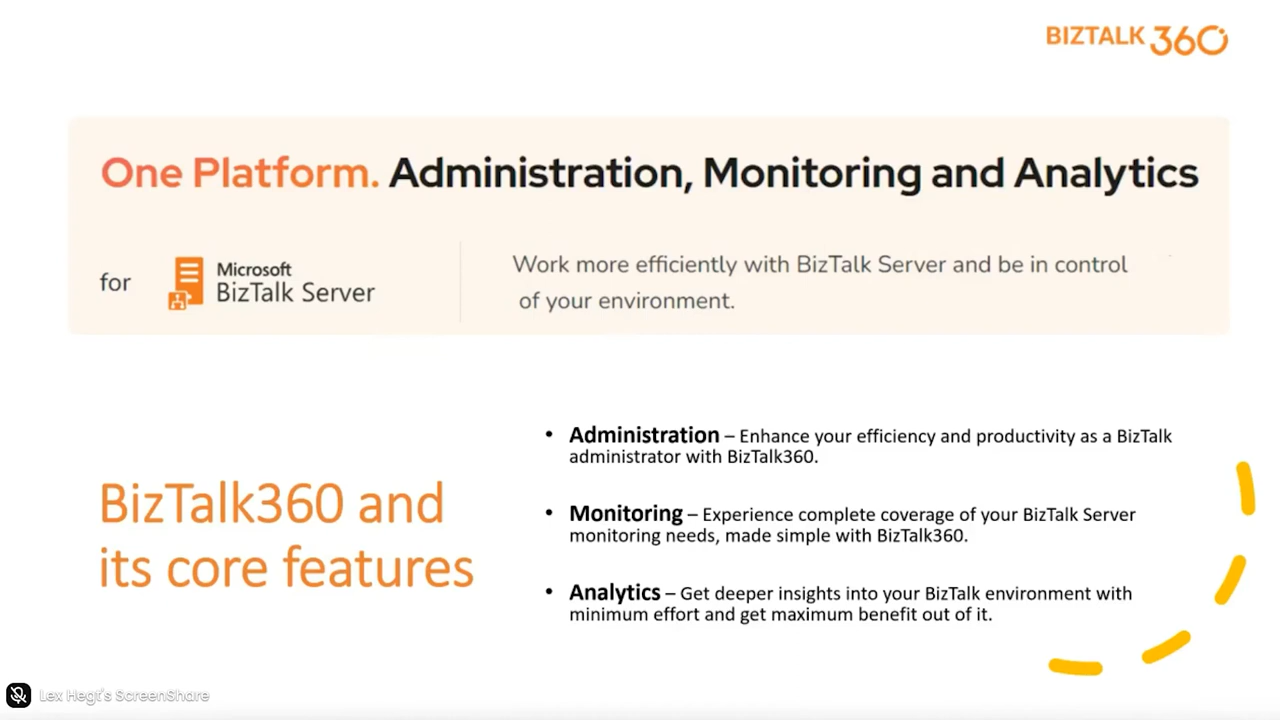 BIZTALK 360
One Platform. Administration, Monitoring and Analytics
for
Microsoft
BizTalk Server
Work more efficiently with BizTalk Server and be in control
of your environment.
BizTalk360 and
its core features
• Administration – Enhance your efficiency and productivity as a BizTalk
administrator with BizTalk360.
• Monitoring – Experience complete coverage of your BizTalk Server
monitoring needs, made simple with BizTalk360.
• Analytics – Get deeper insights into your BizTalk environment with
minimum effort and get maximum benefit out of it.
Lex Hegt's ScreenShare